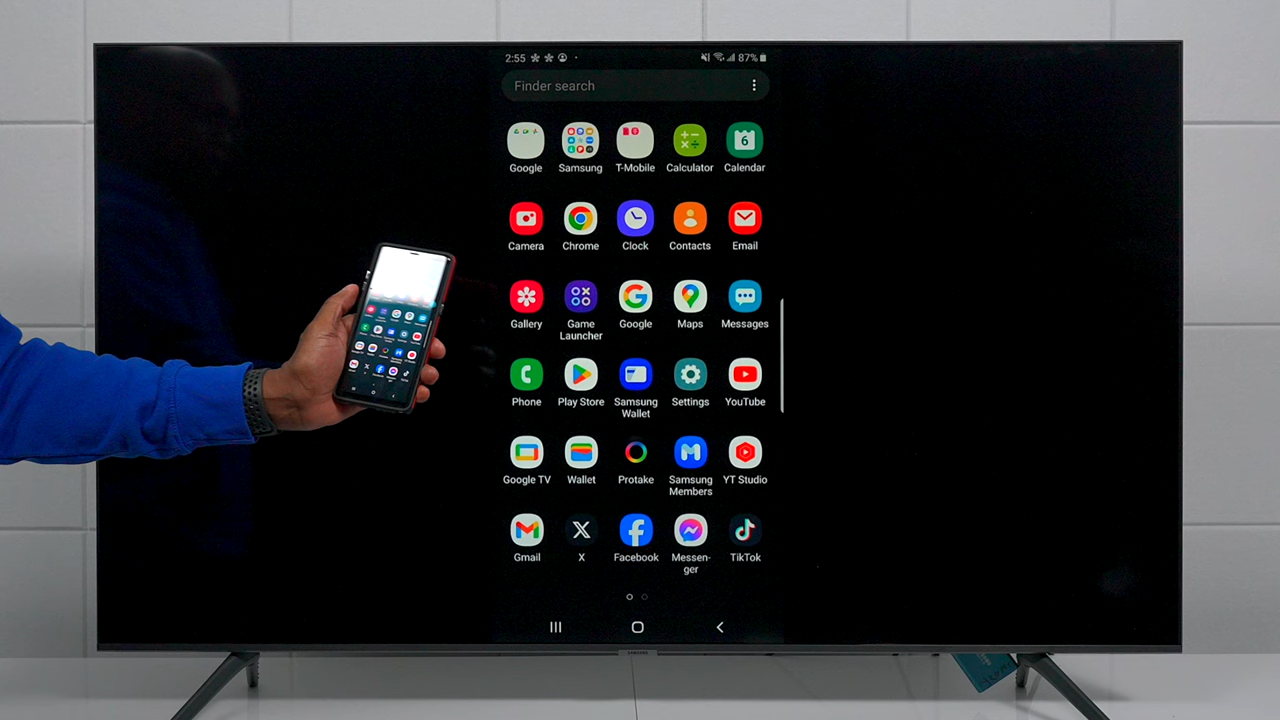 2:55 87%
Finder search
Google Samsung T-Mobile Calculator Calendar
6
Camera Chrome Clock Contacts Email
Gallery Game Launcher Google Maps Messages
Phone Play Store Samsung Wallet Settings YouTube
Google TV Wallet Protake Samsung Members YT Studio
Gmail X Facebook Messen-
ger TikTok
SAMSUNG